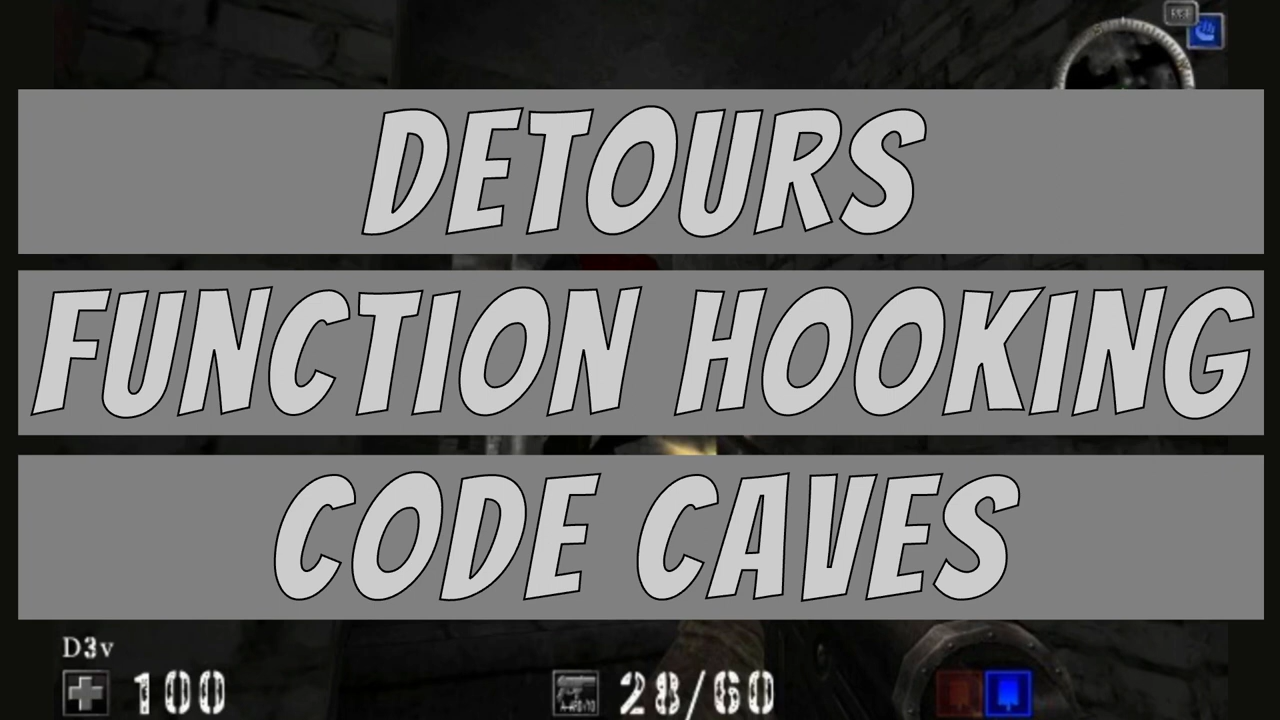 DETOURS
FUNCTION HOOKING
CODE CAVES
D3v
100
28/60